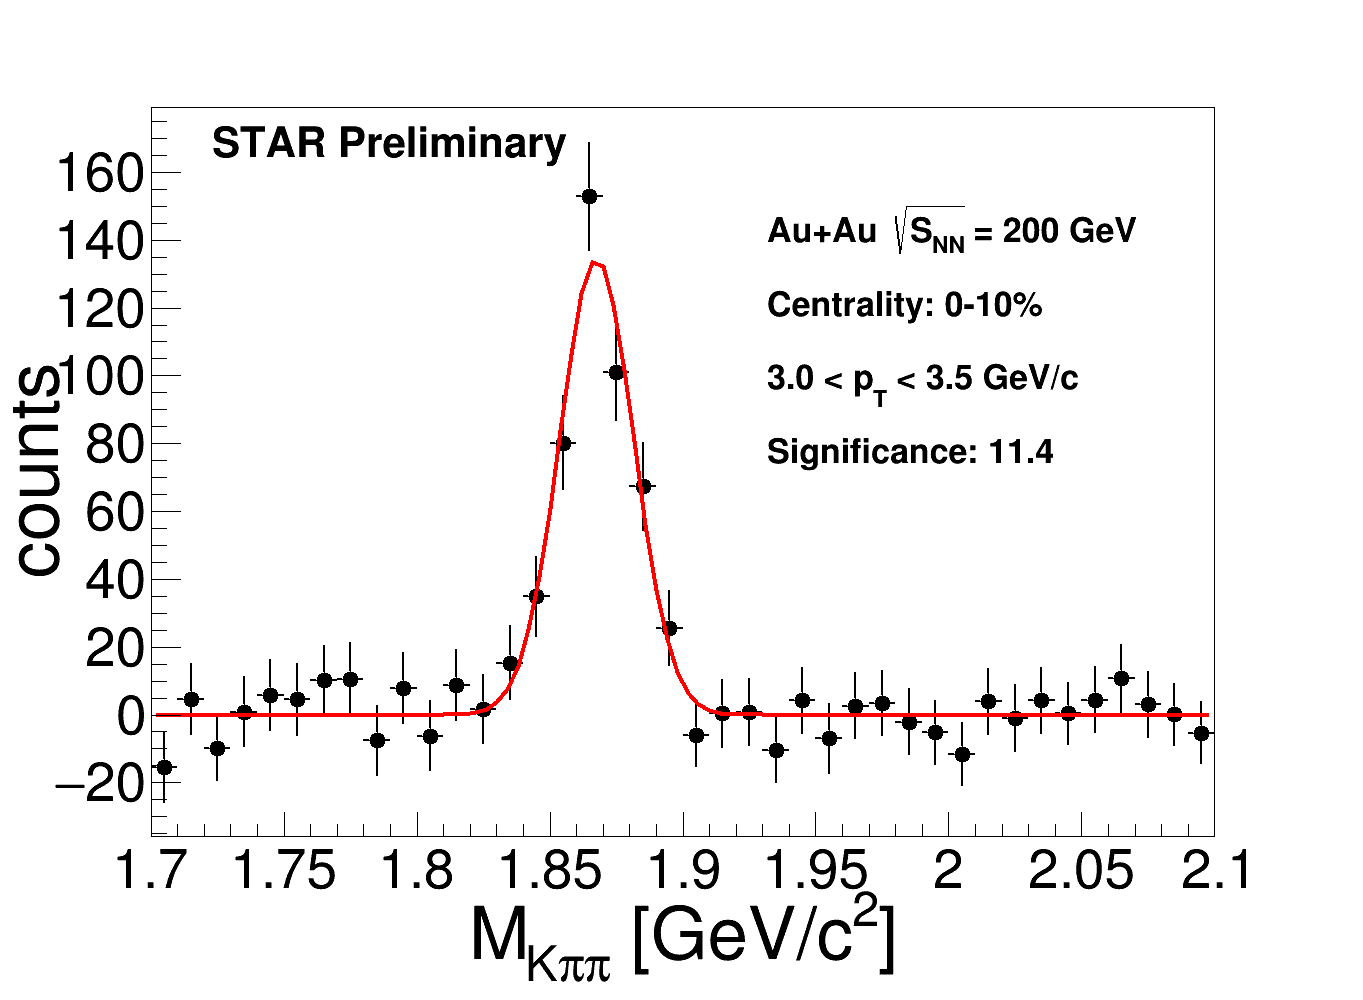 STAR Preliminary
160
140
120
100
80
60
40
20
0
−20
counts
Au+Au √S_NN = 200 GeV
Centrality: 0-10%
3.0 < p_T < 3.5 GeV/c
Significance: 11.4
1.7 1.75 1.8 1.85 1.9 1.95 2 2.05 2.1
M_Kππ [GeV/c²]